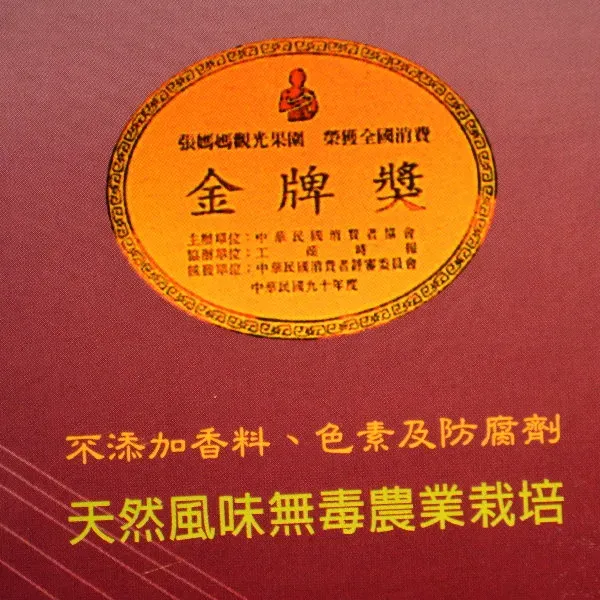 張媽媽觀光果園 榮獲全國消費
金牌獎
主辦單位：中華民國消費者協會
協辦單位：工商時報
評審單位：中華民國消費者評審委員會
中華民國九十年度
不添加香料、色素及防腐劑
天然風味無毒農業栽培